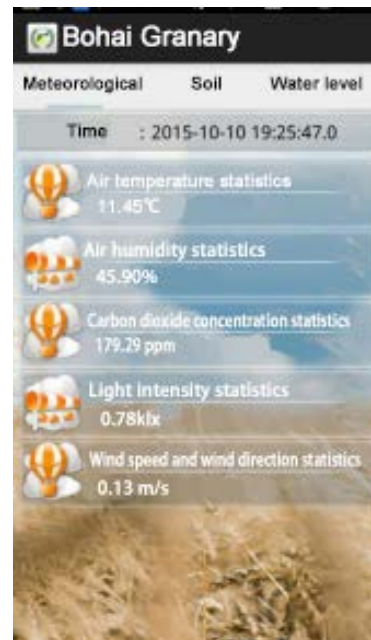 Bohai Granary
Meteorological Soil Water level
Time : 2015-10-10 19:25:47.0
Air temperature statistics
11.45℃
Air humidity statistics
45.90%
Carbon dioxide concentration statistics
179.29 ppm
Light intensity statistics
0.78klx
Wind speed and wind direction statistics
0.13 m/s